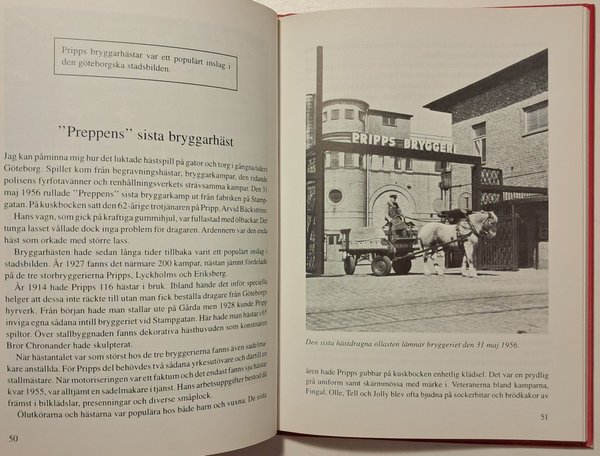 Pripps bryggarhästar var ett populärt inslag i
den göteborgska stadsbilden.
"Preppens" sista bryggarhäst
Jag kan påminna mig hur det luktade hästspill på gator och torg i gångna tiders
Göteborg. Spillet kom från begravningshästar, bryggarkampar, den ridande
polisens fyrfotavänner och renhållningsverkets strävsamma kampar. Den 31
maj 1956 rullade "Preppens" sista bryggarkamp ut från fabriken på Stamp-
gatan. På kuskbocken satt den 62-årige trotjänaren på Pripp, Arvid Bäckström.
Hans vagn, som gick på kraftiga gummihjul, var fullastad med ölbackar. Det
tunga lasset vållade dock inga problem för dragaren. Ardennern var den enda
häst som orkade med större lass.
Bryggarhästen hade sedan lång tider tillbaka varit ett populärt inslag i
stadsbilden. År 1927 fanns det närmare 200 kampar, nästan jämnt fördelade
på de tre storbryggerierna Pripps, Lyckholms och Eriksberg.
År 1914 hade Pripps 116 hästar i bruk. Ibland hände det inför speciella
helger att dessa inte räckte till utan man fick beställa dragare från Göteborgs
hyrverk. Från början hade man stallar ute på Gårda men 1928 kunde Pripp
inviga egna sådana intill bryggeriet vid Stampgatan. Här hade man hästar i 65
spiltor. Över stallbyggnaden fanns dekorativa hästhuvuden som konstnären
Bror Chronander hade skulpterat.
När hästantalet var som störst hos de tre bryggerierna fanns även sadelma-
kare anställda. För Pripps del behövdes två sådana yrkesutövare och därtill en
stallmästare. När motoriseringen var ett faktum och det endast fanns sju hästar
kvar 1955, var alltjämt en sadelmakare i tjänst. Hans arbetsuppgifter bestod då
främst i bilkläd­slar, presenningar och diverse småplock.
Ölutkörarna och hästarna var populära hos både barn och vuxna. De sista
50
PRIPPS BRYGGERI
Den sista hästdragna öllasten lämnar bryggeriet den 31 maj 1956.
åren hade Pripps gubbar på kuskbocken enhetlig klädsel. Det var en prydlig
grå uniform samt skärmmössa med märke i. Veteranerna bland kamparna,
Fingal, Olle, Tell och Jolly blev ofta bjudna på sockerbitar och brödkakor av
51